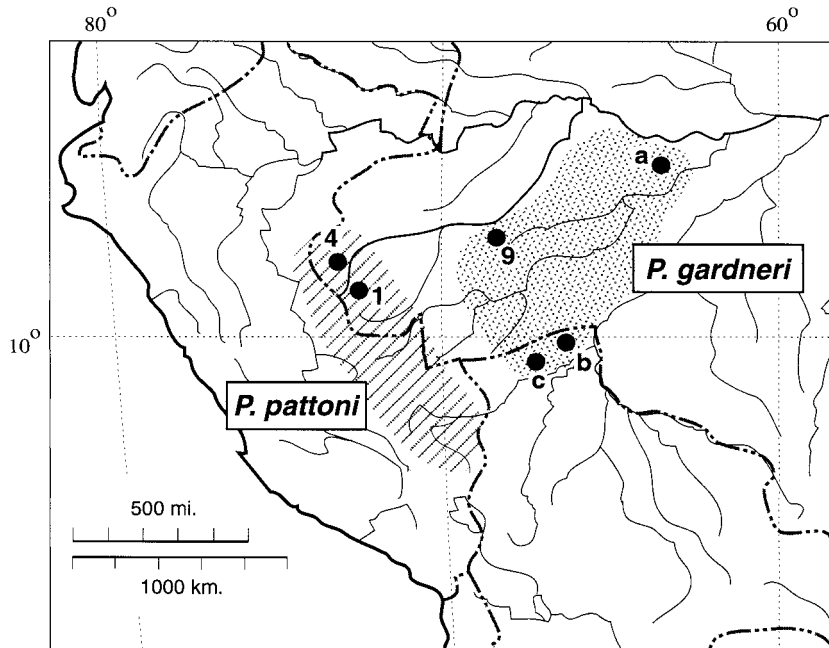 80° 60°
a
4
9
P. gardneri
1
10°
b
c
P. pattoni
500 mi.
1000 km.